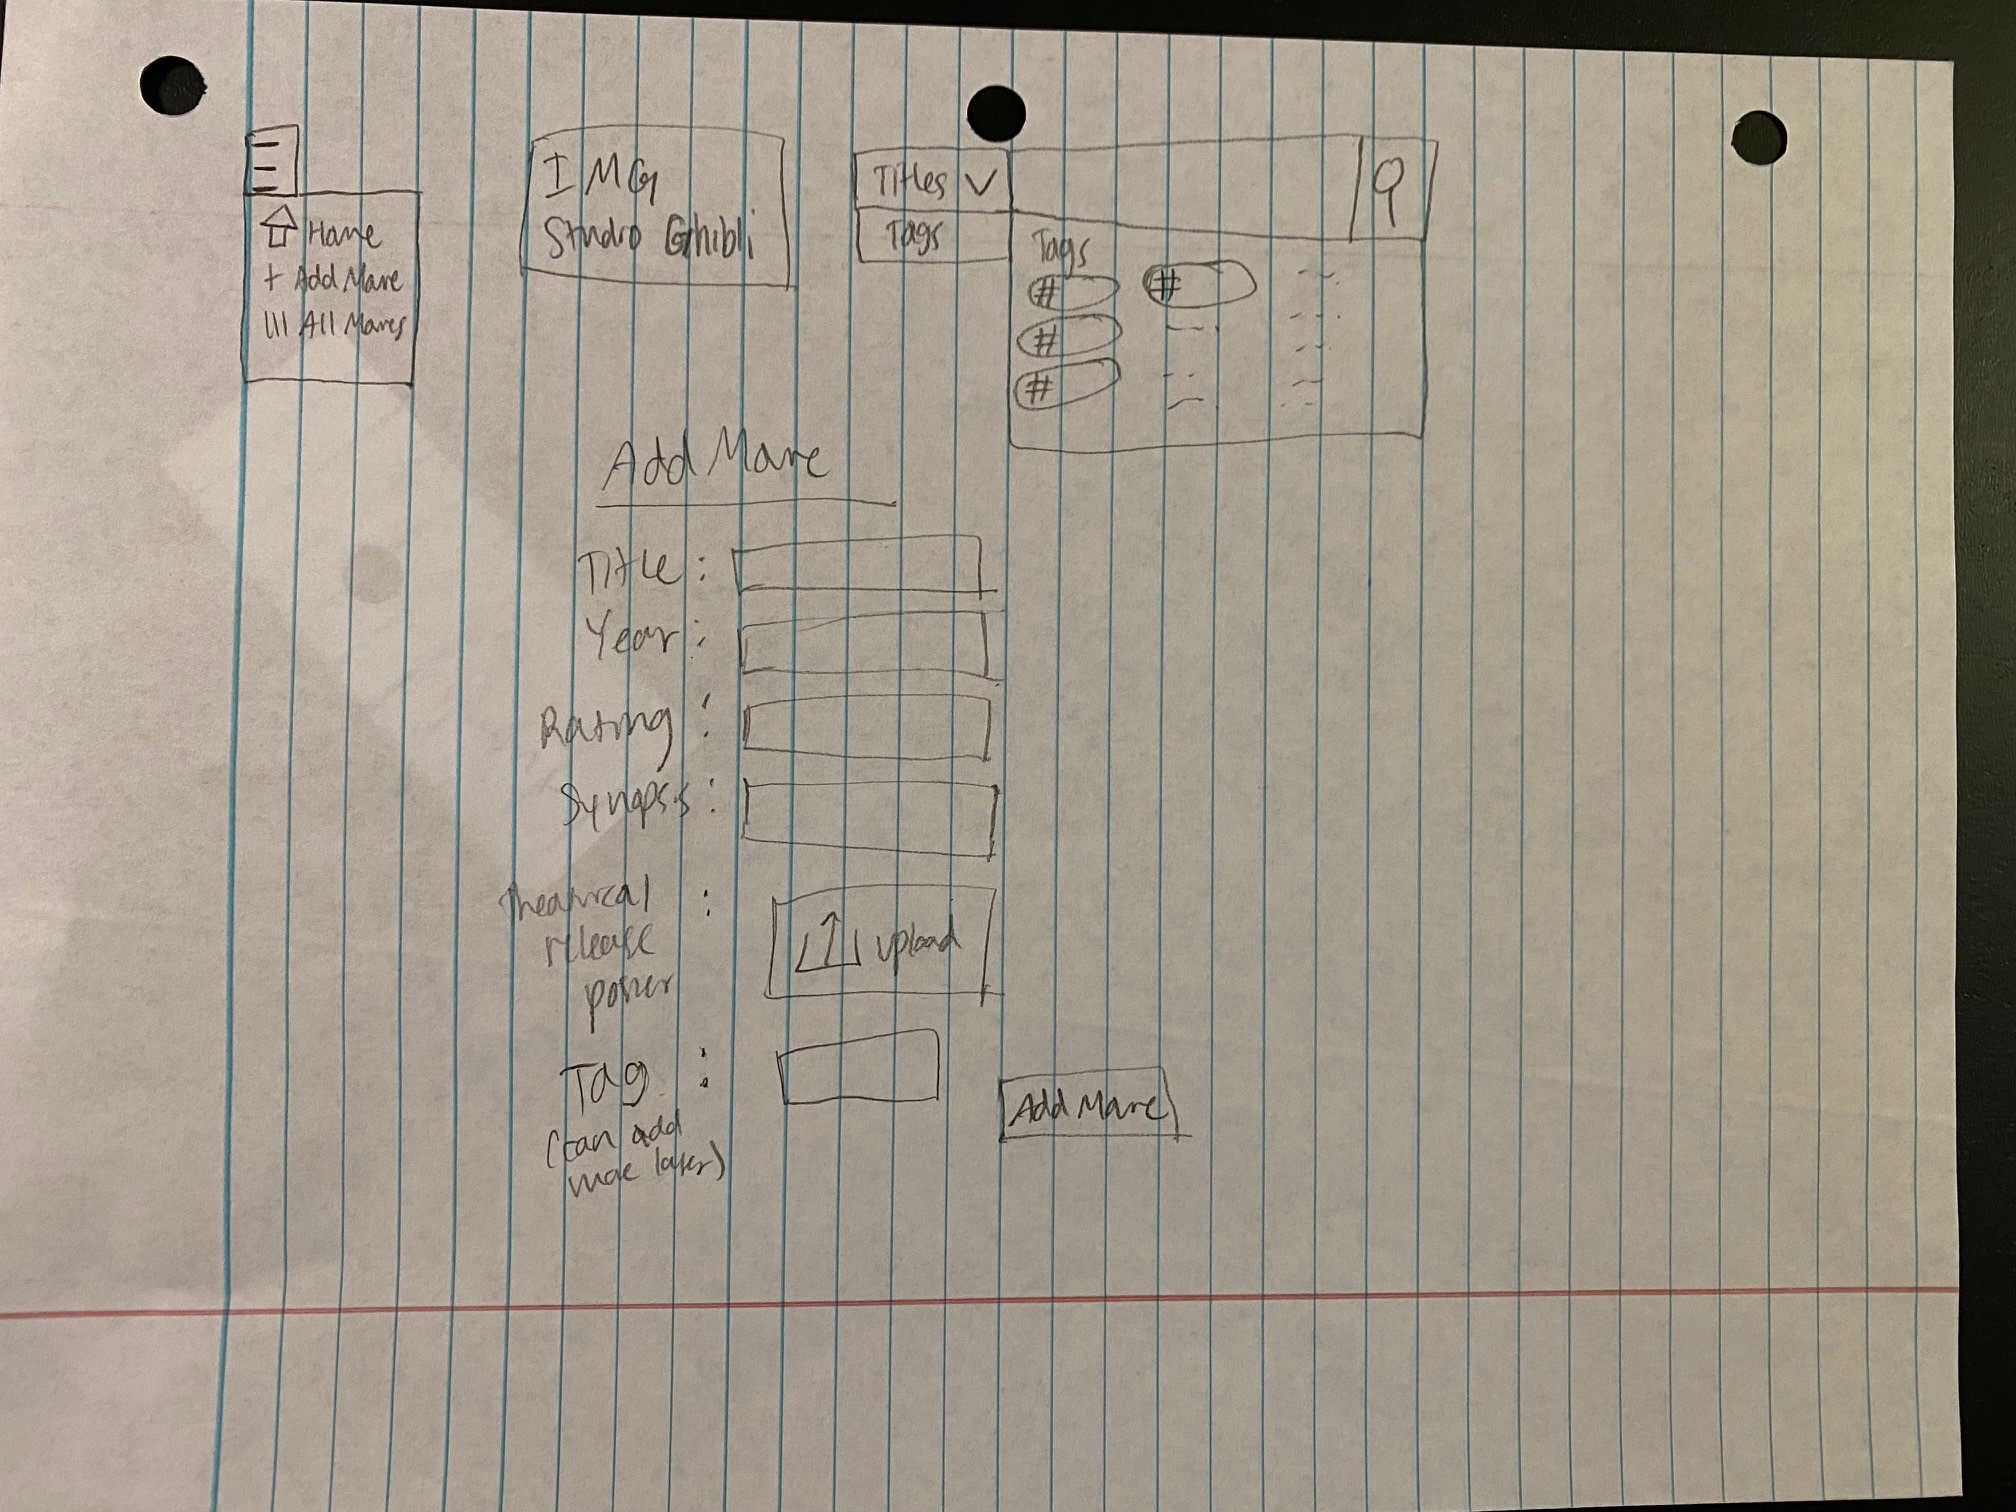 Home
+ Add Movie
All Movies
IMG
Studio Ghibli
Titles
Tags
Tags
#
#
#
#
Add Movie
Title :
Year :
Rating :
Synopsis :
Theatrical :
release
poster
upload
Tag :
(can add
more later)
Add Movie